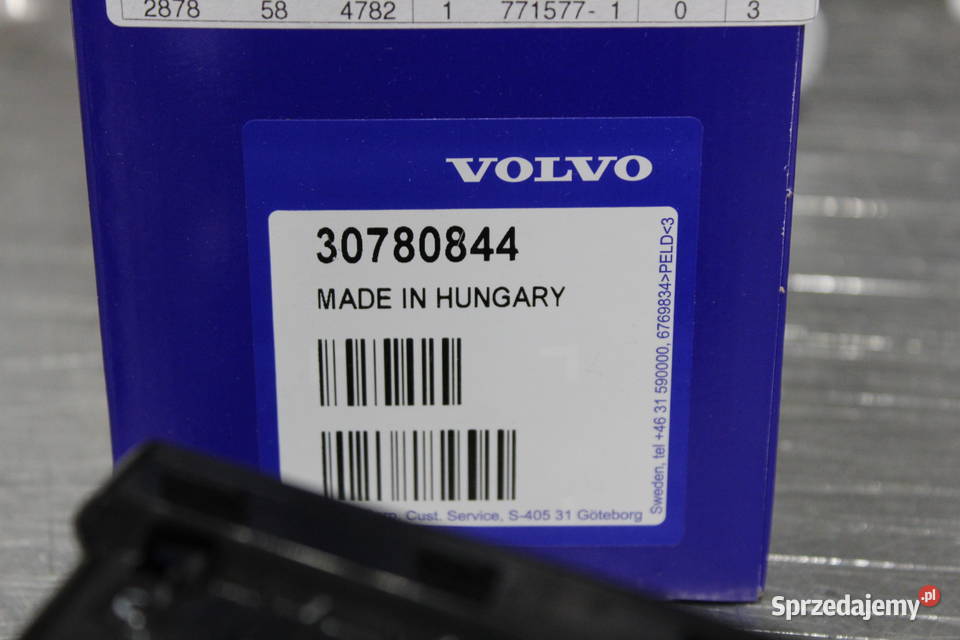 2878 58 4782 1 771577- 1 0 3
VOLVO
30780844
MADE IN HUNGARY
Cust. Service, S-405 31 Göteborg
Sweden, tel +46 31 590000, 6769834>PELD<3
Sprzedajemy.pl